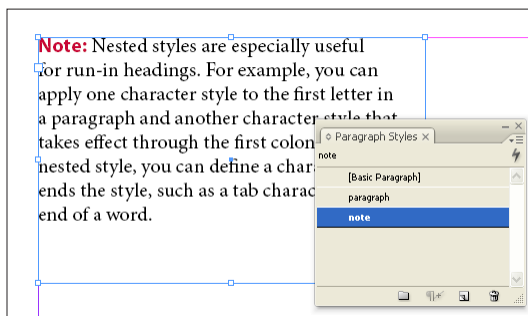 Note: Nested styles are especially useful
for run-in headings. For example, you can
apply one character style to the first letter in
a paragraph and another character style that
takes effect through the first colon
nested style, you can define a
ends the style, such as a tab
end of a word.
Paragraph Styles
note
[Basic Paragraph]
paragraph
note